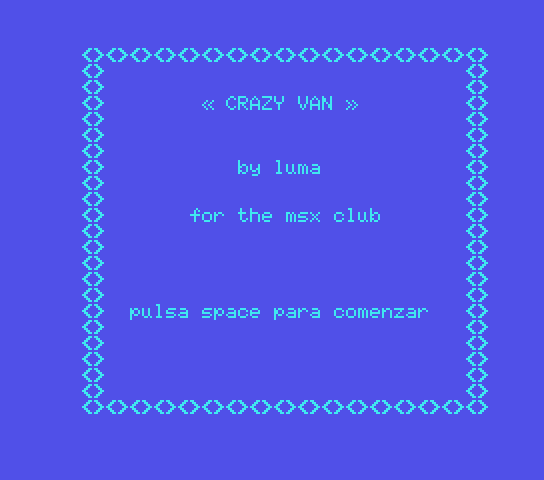 « CRAZY VAN »
by luma
for the msx club
pulsa space para comenzar